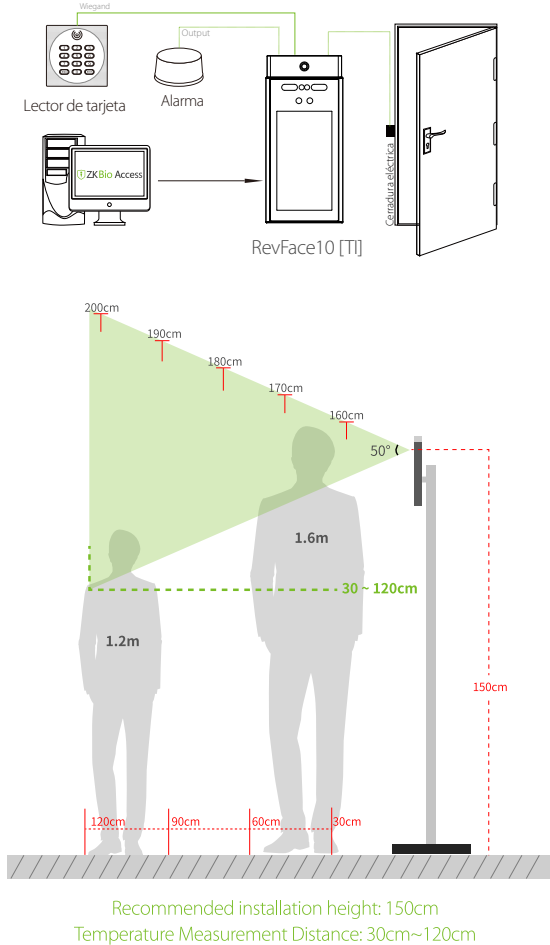 Wiegand
Output
Lector de tarjeta
Alarma
ZKBio Access
Cerradura eléctrica
RevFace10 [TI]
200cm
190cm
180cm
170cm
160cm
50°
1.6m
30 ~ 120cm
1.2m
150cm
120cm
90cm
60cm
30cm
Recommended installation height: 150cm
Temperature Measurement Distance: 30cm~120cm